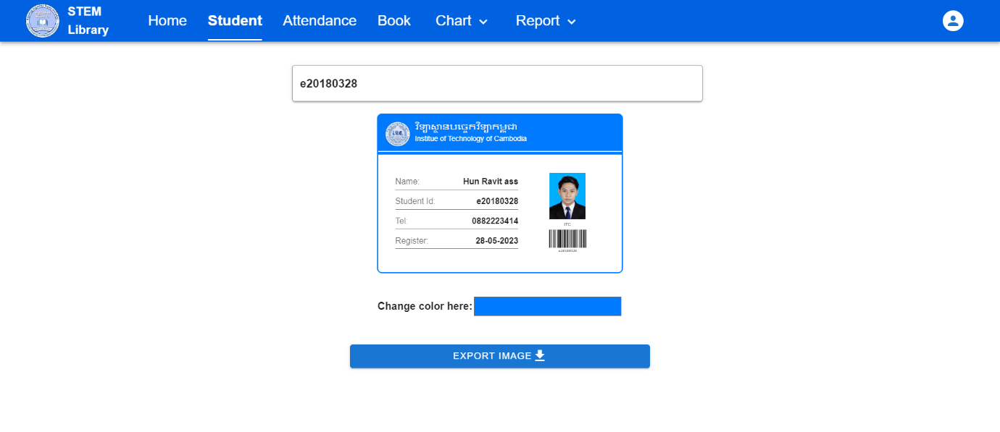 STEM
Library
Home
Student
Attendance
Book
Chart
Report
e20180328
វិទ្យាស្ថានបច្ចេកវិទ្យាកម្ពុជា
Institue of Technology of Cambodia
Name: Hun Ravit ass
Student Id: e20180328
Tel: 0882223414
Register: 28-05-2023
ITC
e20180328
Change color here:
EXPORT IMAGE